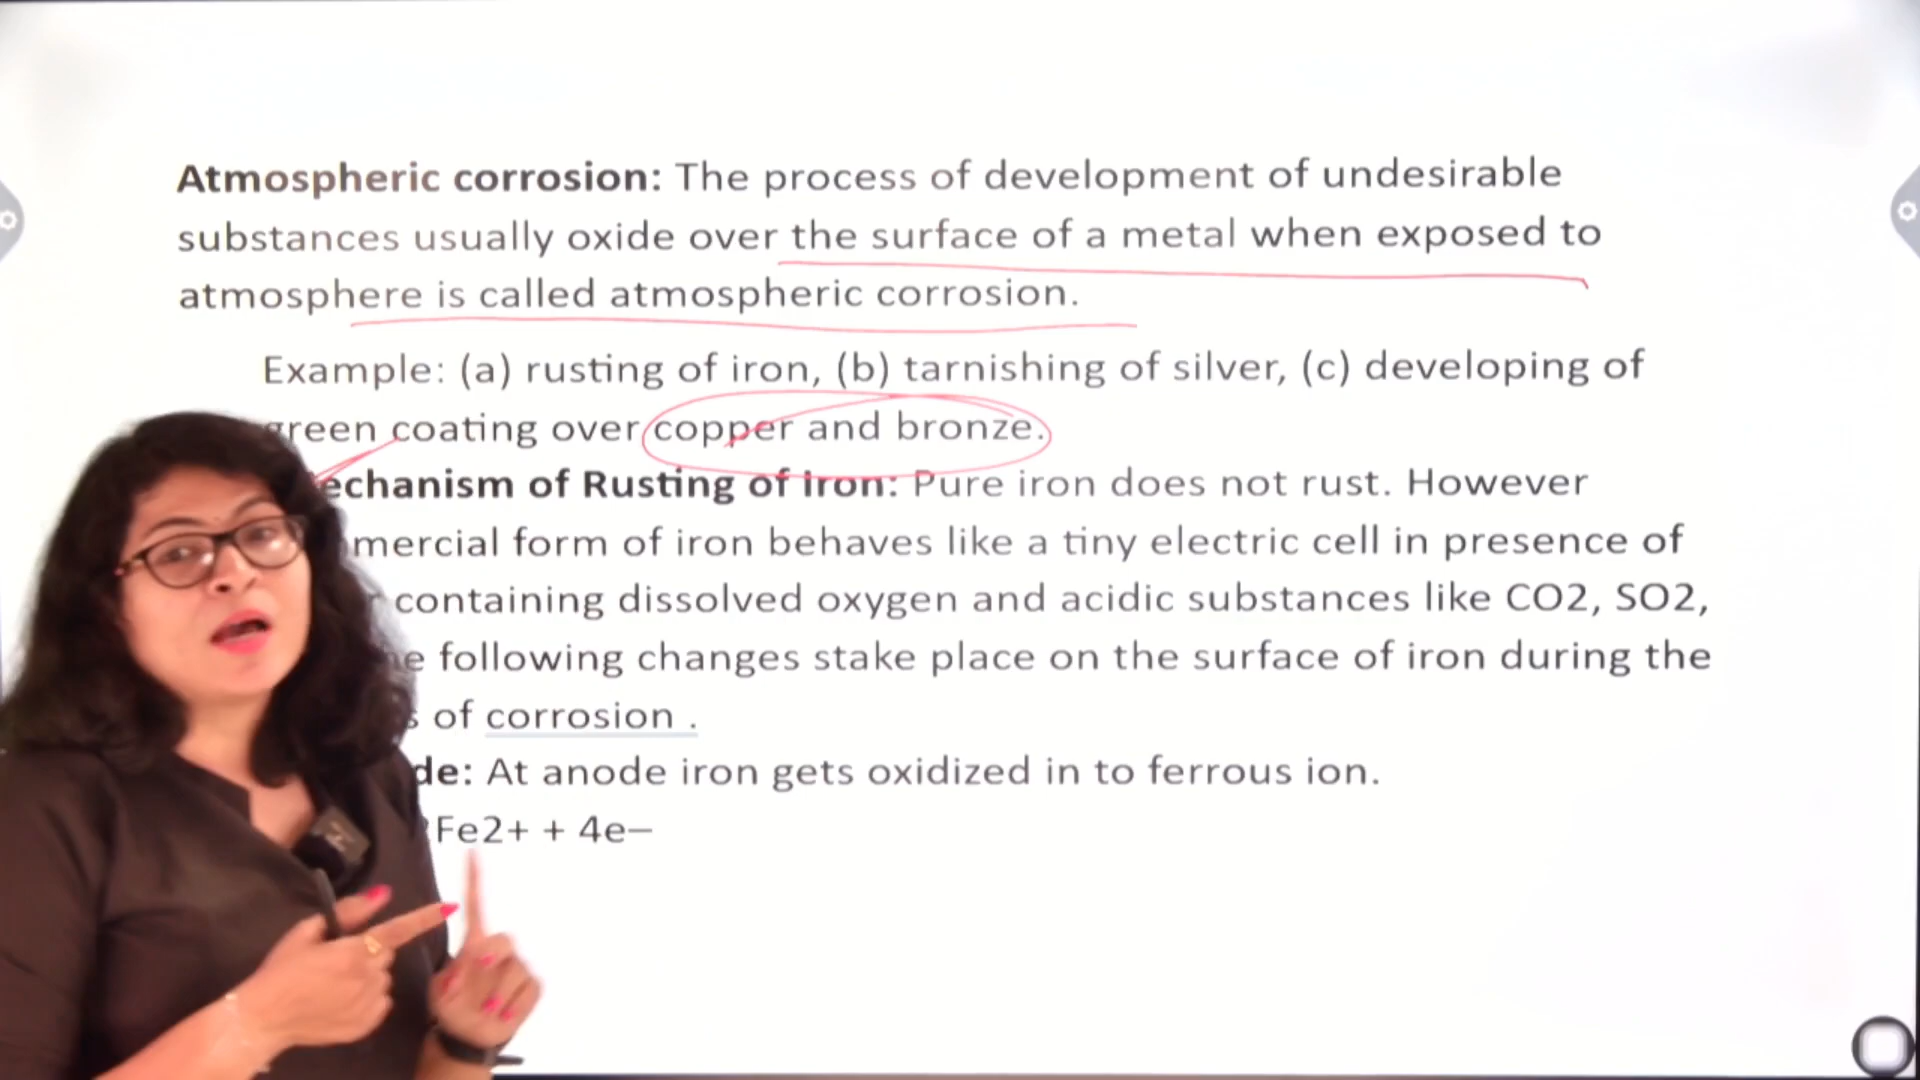 Atmospheric corrosion: The process of development of undesirable
substances usually oxide over the surface of a metal when exposed to
atmosphere is called atmospheric corrosion.
Example: (a) rusting of iron, (b) tarnishing of silver, (c) developing of
green coating over copper and bronze.
echanism of Rusting of Iron: Pure iron does not rust. However
mercial form of iron behaves like a tiny electric cell in presence of
containing dissolved oxygen and acidic substances like CO2, SO2,
he following changes stake place on the surface of iron during the
s of corrosion .
de: At anode iron gets oxidized in to ferrous ion.
Fe2+ + 4e−